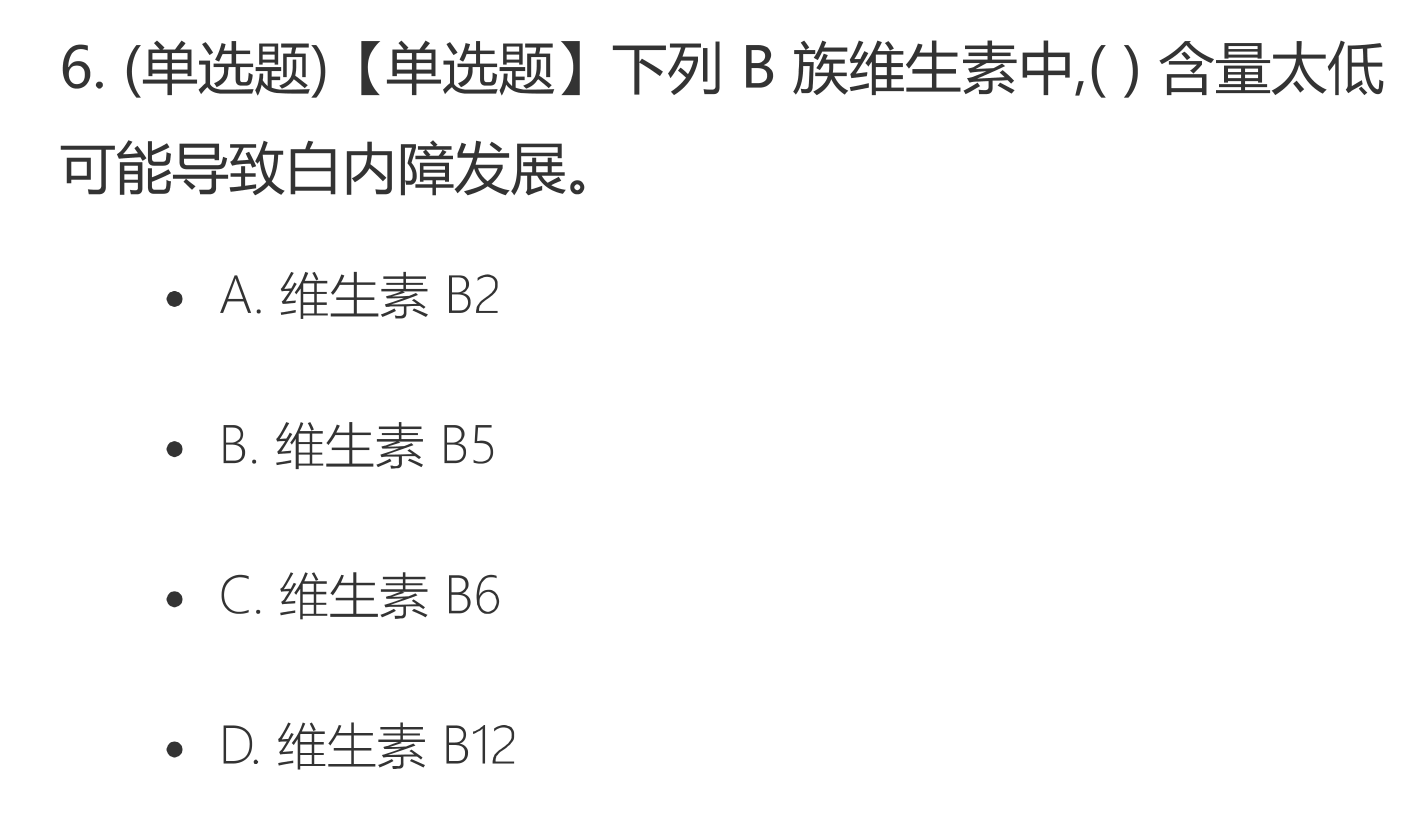 6. (单选题)【单选题】下列 B 族维生素中,( ) 含量太低
可能导致白内障发展。
• A. 维生素 B2
• B. 维生素 B5
• C. 维生素 B6
• D. 维生素 B12